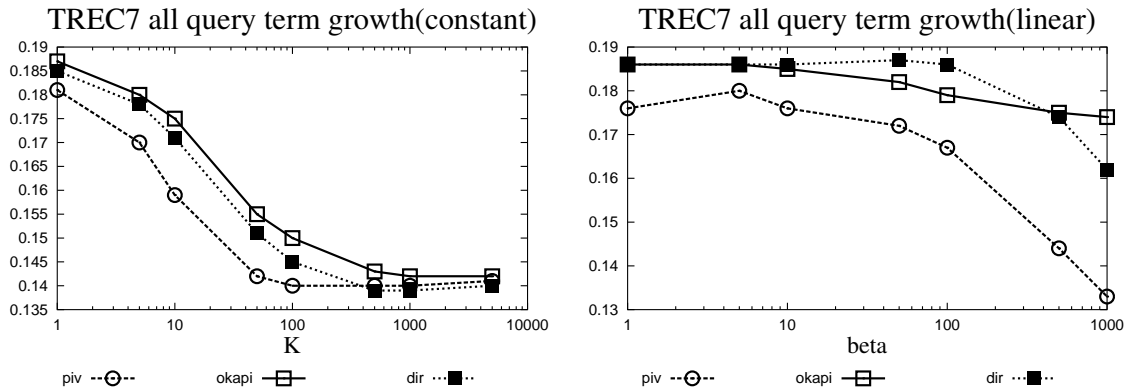 TREC7 all query term growth(constant)
0.19
0.185
0.18
0.175
0.17
0.165
0.16
0.155
0.15
0.145
0.14
0.135
1 10 100 1000 10000
K
piv okapi dir
TREC7 all query term growth(linear)
0.19
0.18
0.17
0.16
0.15
0.14
0.13
1 10 100 1000
beta
piv okapi dir